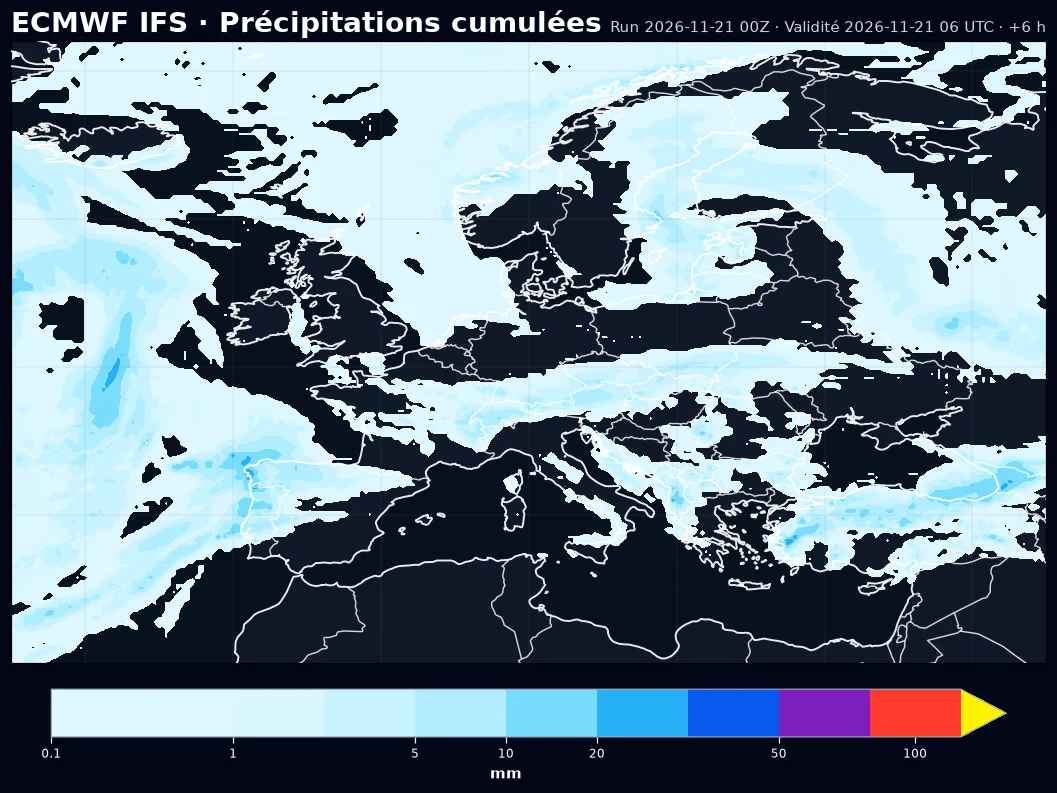 ECMWF IFS · Précipitations cumulées Run 2026-11-21 00Z · Validité 2026-11-21 06 UTC · +6 h
0.1 1 5 10 20 50 100
mm